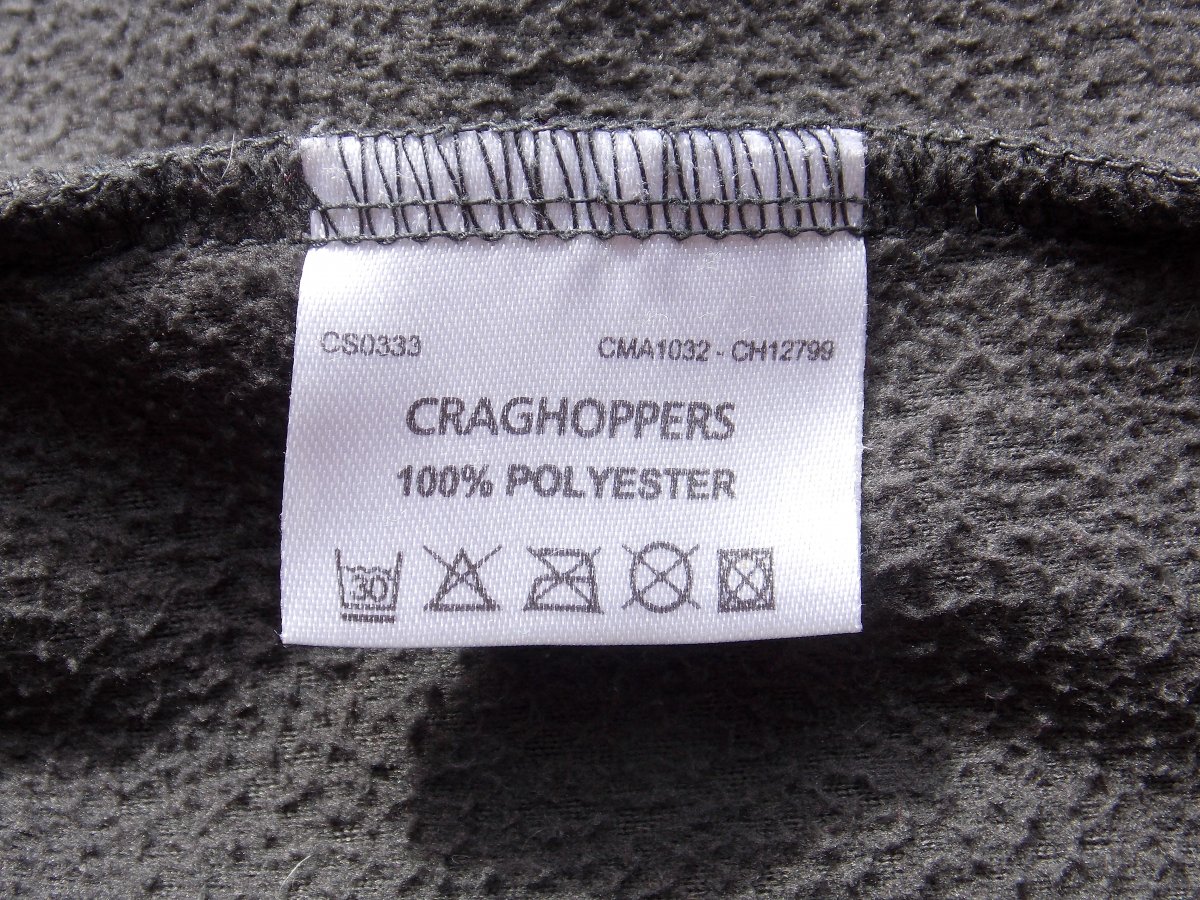 CS0333 CMA1032 - CH12799
CRAGHOPPERS
100% POLYESTER
30